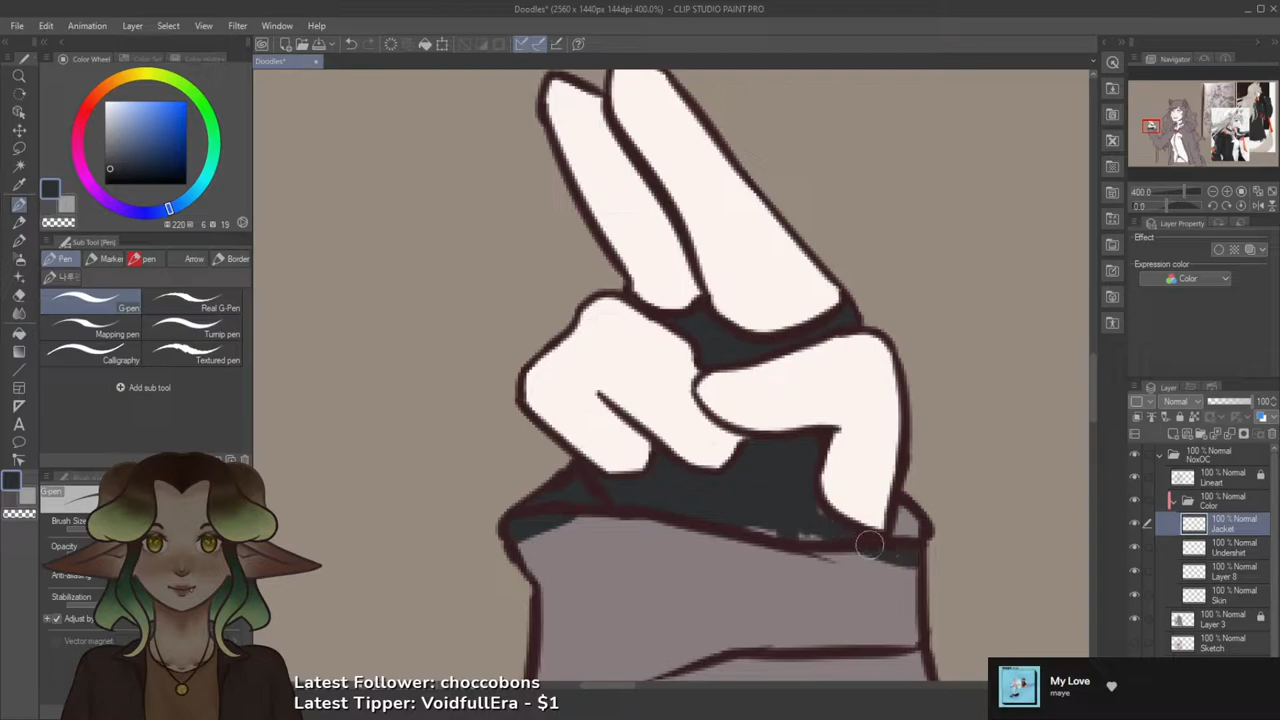 Doodles* (2560 x 1440px 144dpi 400.0%) - CLIP STUDIO PAINT PRO
File Edit Animation Layer Select View Filter Window Help
Doodles*
Color Wheel
220 6 19
Sub Tool [Pen]
Pen Marker pen Arrow Border
G-pen Real G-Pen
Mapping pen Turnip pen
Calligraphy Textured pen
Add sub tool
G-pen
Brush Size
Opacity
Anti-aliasing
Stabilization
Adjust by
Vector magnet
Navigator
400.0
0.0
Layer Property
Effect
Expression color
Color
Layer
Normal 100
100 % Normal
NoxOC
100 % Normal
Lineart
100 % Normal
Color
100 % Normal
Jacket
100 % Normal
Undershirt
100 % Normal
Layer 8
100 % Normal
Skin
100 % Normal
Layer 3
100 % Normal
Sketch
Latest Follower: choccobons
Latest Tipper: VoidfullEra - $1
My Love
maye